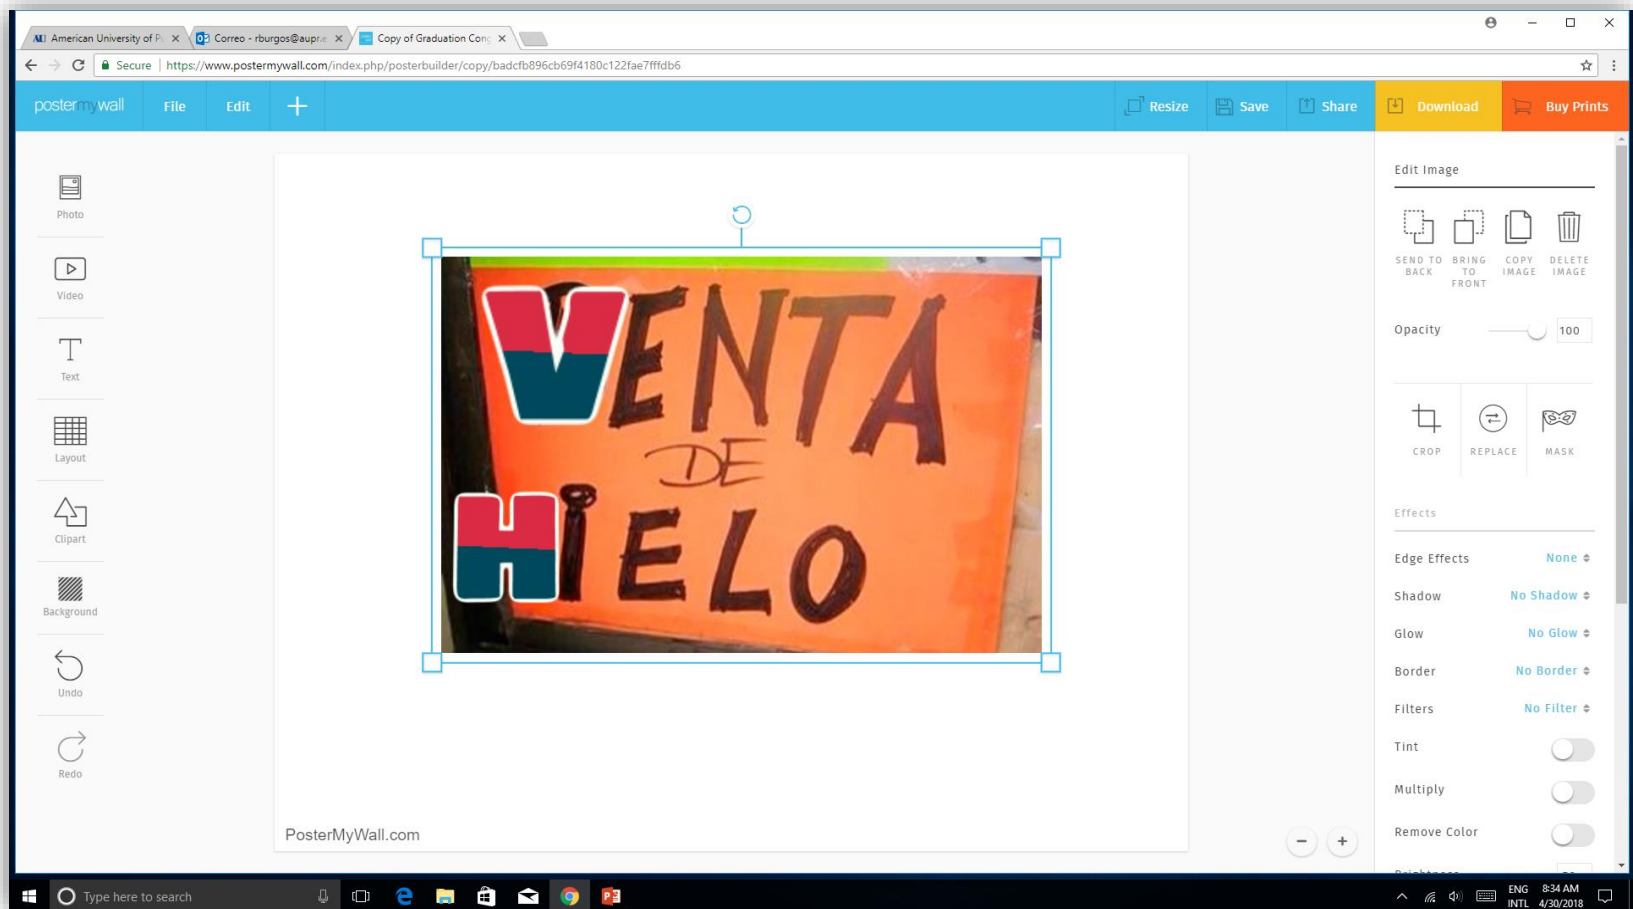 American University of P
Correo - rburgos@aupr.e
Copy of Graduation Cong
Secure | https://www.postermywall.com/index.php/posterbuilder/copy/badcfb896cb69f4180c122fae7fffdb6
postermywall File Edit + Resize Save Share Download Buy Prints
Photo
Video
Text
Layout
Clipart
Background
Undo
Redo
VENTA
DE
HiELO
PosterMyWall.com
Edit Image
SEND TO BACK
BRING TO FRONT
COPY IMAGE
DELETE IMAGE
Opacity 100
CROP REPLACE MASK
Effects
Edge Effects None
Shadow No Shadow
Glow No Glow
Border No Border
Filters No Filter
Tint
Multiply
Remove Color
Type here to search
ENG 8:34 AM
INTL 4/30/2018